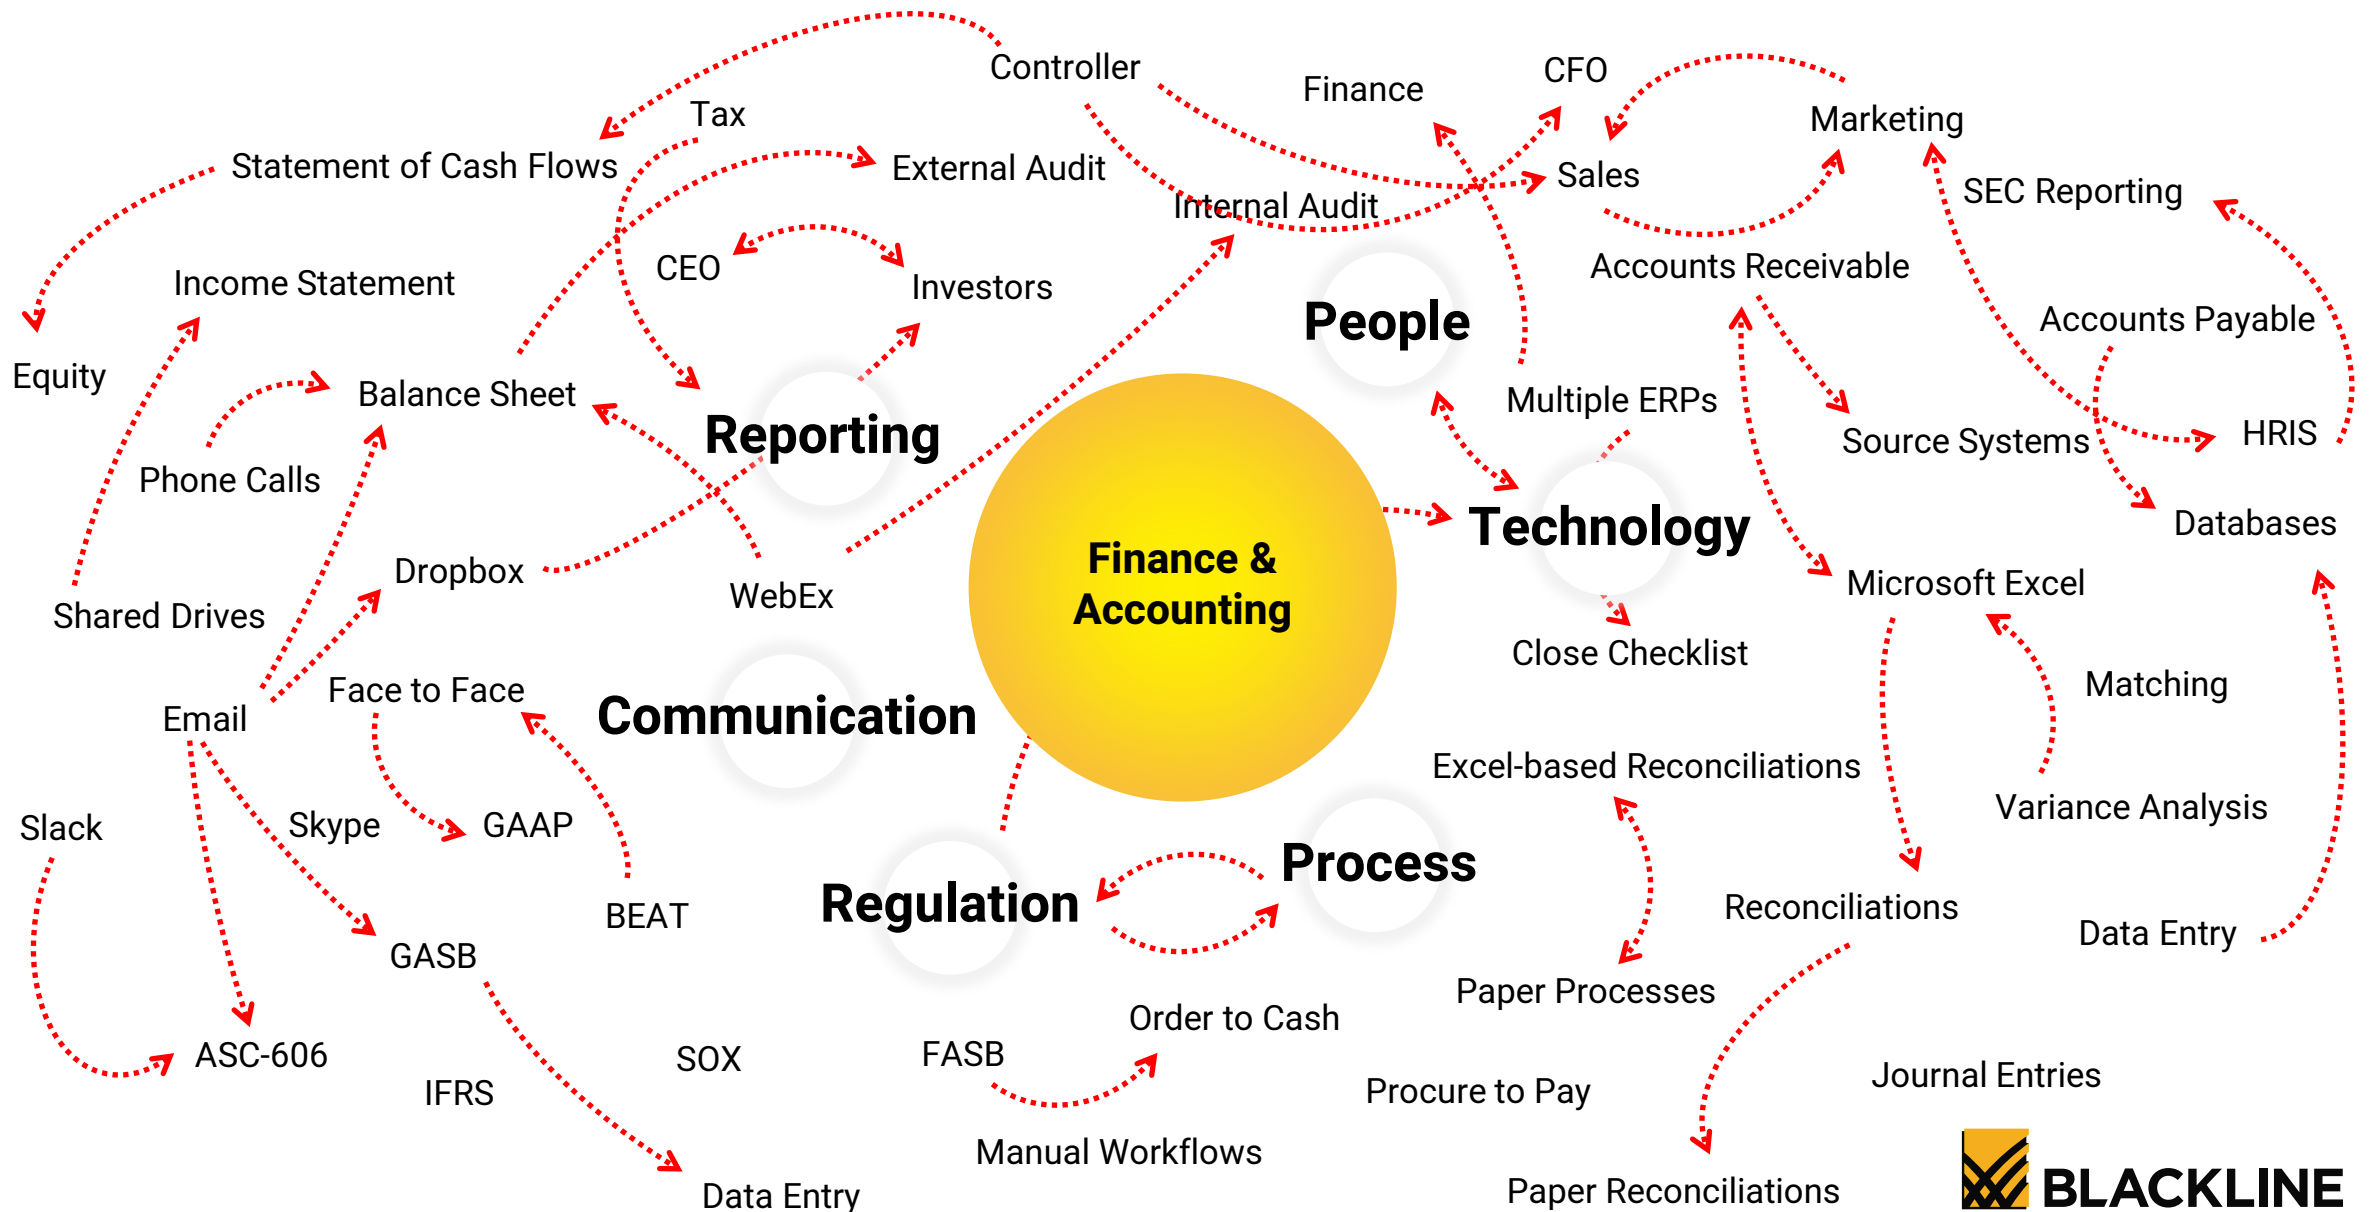 Controller
CFO
Finance
Tax
Marketing
Statement of Cash Flows
External Audit
Sales
SEC Reporting
Internal Audit
CEO
Accounts Receivable
Income Statement
Investors
Accounts Payable
People
Equity
Balance Sheet
Multiple ERPs
Reporting
Source Systems
HRIS
Phone Calls
Technology
Databases
Finance &
Accounting
Dropbox
WebEx
Microsoft Excel
Shared Drives
Close Checklist
Face to Face
Matching
Email
Communication
Excel-based Reconciliations
Variance Analysis
Slack
Skype
GAAP
Process
BEAT
Regulation
Reconciliations
Data Entry
GASB
Paper Processes
Order to Cash
ASC-606
SOX
FASB
IFRS
Procure to Pay
Journal Entries
Manual Workflows
Data Entry
Paper Reconciliations
BLACKLINE